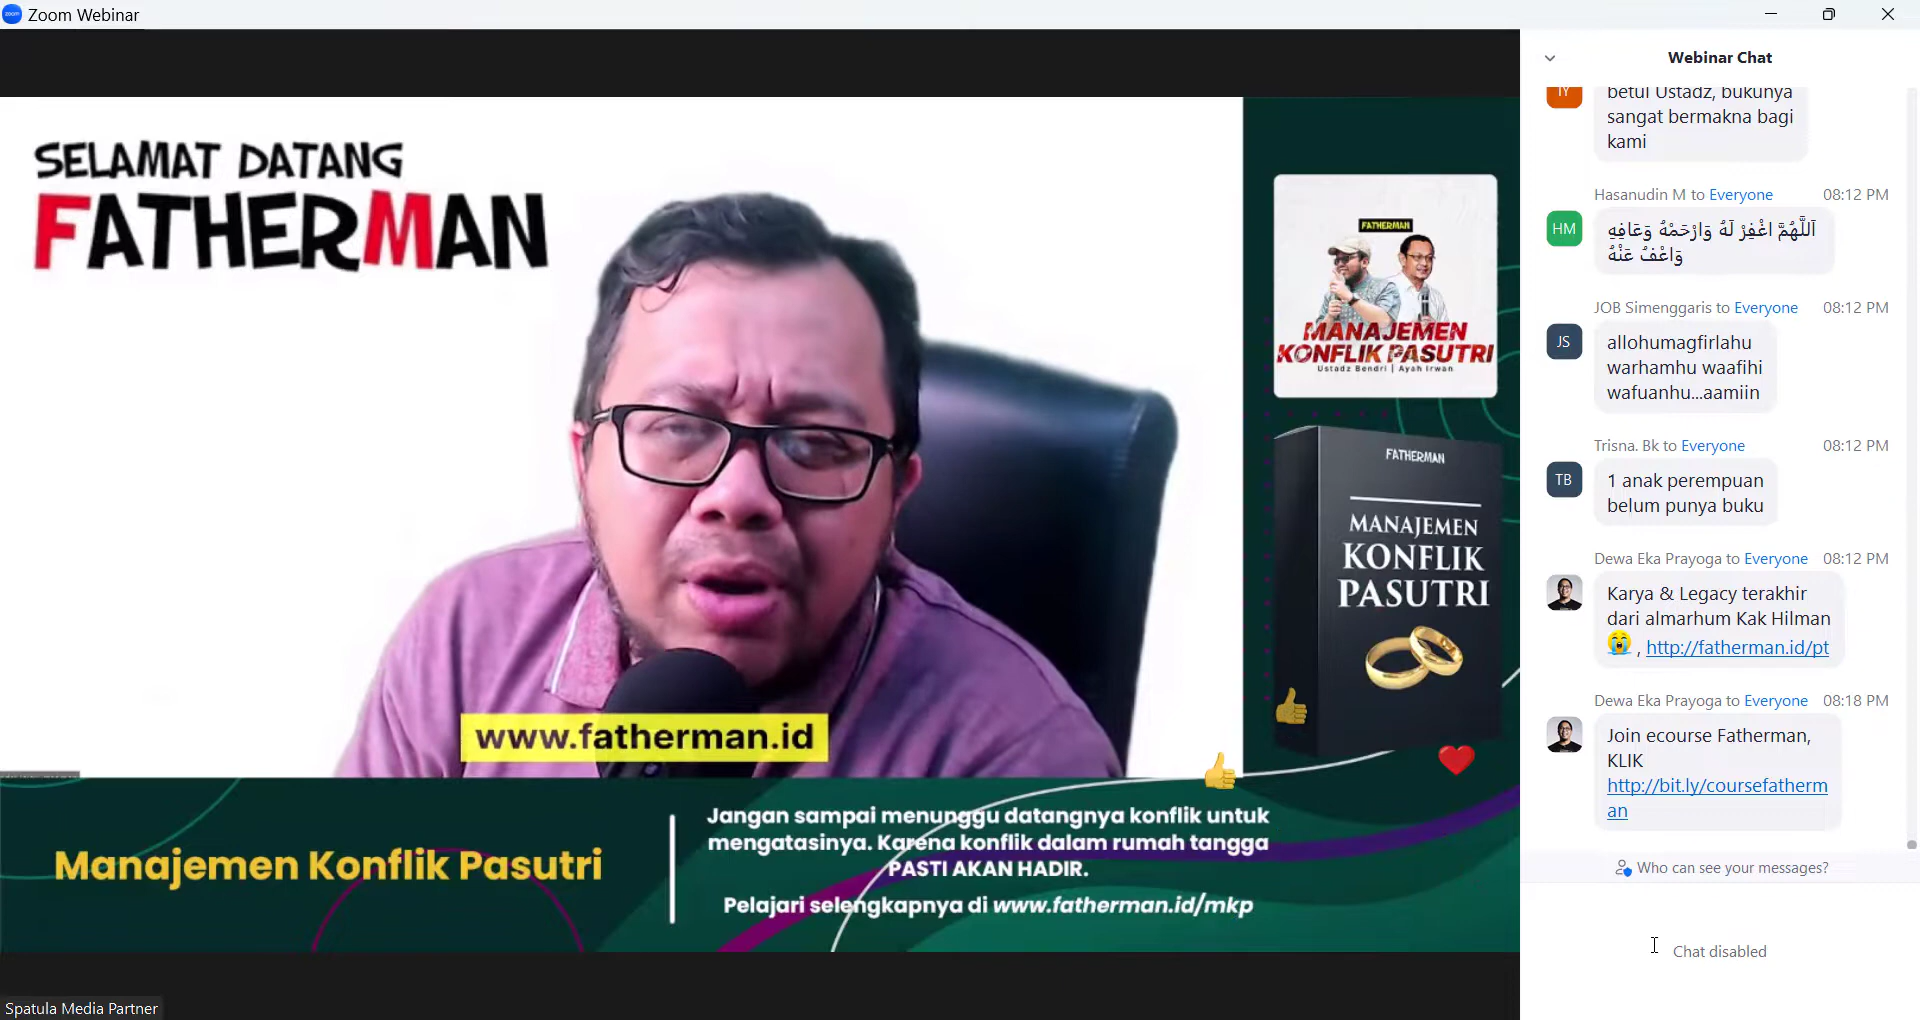 zoom
Zoom Webinar
SELAMAT DATANG
FATHERMAN
FATHERMAN
MANAJEMEN
KONFLIK PASUTRI
Ustadz Bendri | Ayah Irwan
FATHERMAN
MANAJEMEN
KONFLIK
PASUTRI
www.fatherman.id
Manajemen Konflik Pasutri
Jangan sampai menunggu datangnya konflik untuk
mengatasinya. Karena konflik dalam rumah tangga
PASTI AKAN HADIR.
Pelajari selengkapnya di www.fatherman.id/mkp
Spatula Media Partner
Webinar Chat
IY
betul Ustadz, bukunya
sangat bermakna bagi
kami
Hasanudin M to Everyone 08:12 PM
HM
اَللَّهُمَّ اغْفِرْ لَهُ وَارْحَمْهُ وَعَافِهِ
وَاعْفُ عَنْهُ
JOB Simenggaris to Everyone 08:12 PM
JS
allohumagfirlahu
warhamhu waafihi
wafuanhu...aamiin
Trisna. Bk to Everyone 08:12 PM
TB
1 anak perempuan
belum punya buku
Dewa Eka Prayoga to Everyone 08:12 PM
Karya & Legacy terakhir
dari almarhum Kak Hilman
😭 , http://fatherman.id/pt
Dewa Eka Prayoga to Everyone 08:18 PM
Join ecourse Fatherman,
KLIK
http://bit.ly/coursefatherm
an
Who can see your messages?
Chat disabled